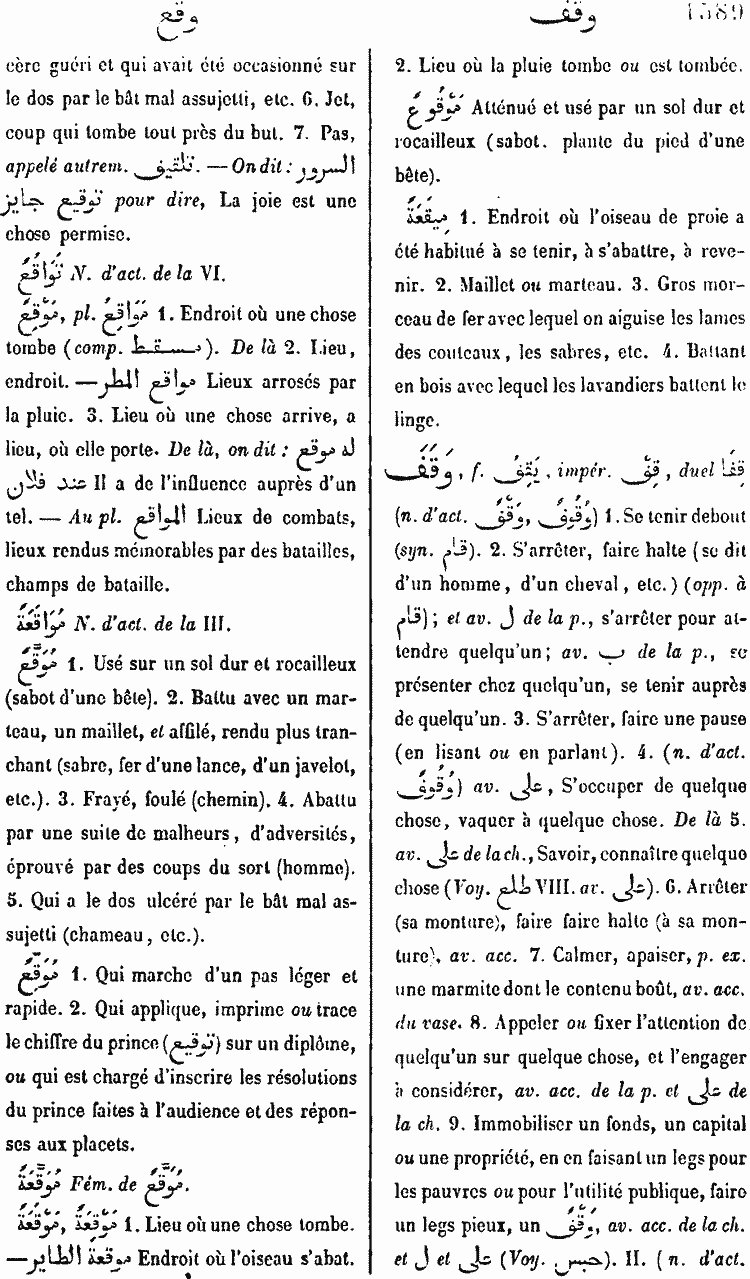 وقع
وقف
1589
cère guéri et qui avait été occasionné sur
le dos par le bât mal assujetti, etc. 6. Jet,
coup qui tombe tout près du but. 7. Pas,
appelé autrem. تلقيف. — On dit : السرور
توقيع جايز pour dire, La joie est une
chose permise.
تَوَاقُعٌ N. d'act. de la VI.
مَوْقِعٌ, pl. مَوَاقِعُ 1. Endroit où une chose
tombe (comp. مسقط). De là 2. Lieu,
endroit. — مواقع المطر Lieux arrosés par
la pluie. 3. Lieu où une chose arrive, a
lieu, où elle porte. De là, on dit : له موقع
عند فلان Il a de l'influence auprès d'un
tel. — Au pl. المواقع Lieux de combats,
lieux rendus mémorables par des batailles,
champs de bataille.
مُوَاقَعَةٌ N. d'act. de la III.
مُوَقَّعٌ 1. Usé sur un sol dur et rocailleux
(sabot d'une bête). 2. Battu avec un mar-
teau, un maillet, et affilé, rendu plus tran-
chant (sabre, fer d'une lance, d'un javelot,
etc.). 3. Frayé, foulé (chemin). 4. Abattu
par une suite de malheurs, d'adversités,
éprouvé par des coups du sort (homme).
5. Qui a le dos ulcéré par le bât mal as-
sujetti (chameau, etc.).
مُوَقِّعٌ 1. Qui marche d'un pas léger et
rapide. 2. Qui applique, imprime ou trace
le chiffre du prince (توقيع) sur un diplôme,
ou qui est chargé d'inscrire les résolutions
du prince faites à l'audience et des répon-
ses aux placets.
مُوَقَّعَةٌ Fém. de مُوَقَّعٌ.
مَوْقَعَةٌ, مَوْقِعَةٌ 1. Lieu où une chose tombe.
— موقعة الطاير Endroit où l'oiseau s'abat.
2. Lieu où la pluie tombe ou est tombée.
مَوْقُوعٌ Atténué et usé par un sol dur et
rocailleux (sabot. plante du pied d'une
bête).
مِيقَعَةٌ 1. Endroit où l'oiseau de proie a
été habitué à se tenir, à s'abattre, à reve-
nir. 2. Maillet ou marteau. 3. Gros mor-
ceau de fer avec lequel on aiguise les lames
des couteaux, les sabres, etc. 4. Battant
en bois avec lequel les lavandiers battent le
linge.
وَقَفَ, f. يَقِفُ, impér. قِفْ, duel قِفَا
(n. d'act. وَقْفٌ, وُقُوفٌ) 1. Se tenir debout
(syn. قام). 2. S'arrêter, faire halte (se dit
d'un homme, d'un cheval, etc.) (opp. à
قام); et av. ل de la p., s'arrêter pour at-
tendre quelqu'un; av. ب de la p., se
présenter chez quelqu'un, se tenir auprès
de quelqu'un. 3. S'arrêter, faire une pause
(en lisant ou en parlant). 4. (n. d'act.
وُقُوفٌ) av. على, S'occuper de quelque
chose, vaquer à quelque chose. De là 5.
av. على de la ch., Savoir, connaître quelque
chose (Voy. طلع VIII. av. على). 6. Arrêter
(sa monture), faire faire halte (à sa mon-
ture), av. acc. 7. Calmer, apaiser, p. ex.
une marmite dont le contenu bout, av. acc.
du vase. 8. Appeler ou fixer l'attention de
quelqu'un sur quelque chose, et l'engager
à considérer, av. acc. de la p. et على de
la ch. 9. Immobiliser un fonds, un capital
ou une propriété, en en faisant un legs pour
les pauvres ou pour l'utilité publique, faire
un legs pieux, un وَقْفٌ, av. acc. de la ch.
et ل et على (Voy. حبس). II. (n. d'act.